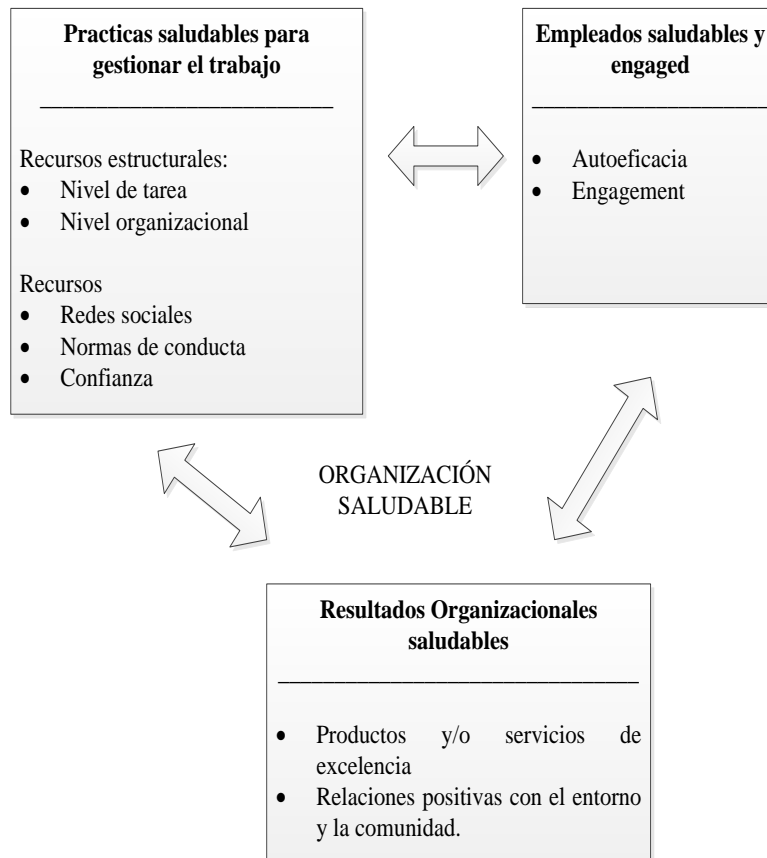 Practicas saludables para
gestionar el trabajo
Recursos estructurales:
• Nivel de tarea
• Nivel organizacional
Recursos
• Redes sociales
• Normas de conducta
• Confianza
Empleados saludables y
engaged
• Autoeficacia
• Engagement
ORGANIZACIÓN
SALUDABLE
Resultados Organizacionales
saludables
• Productos y/o servicios de
excelencia
• Relaciones positivas con el entorno
y la comunidad.